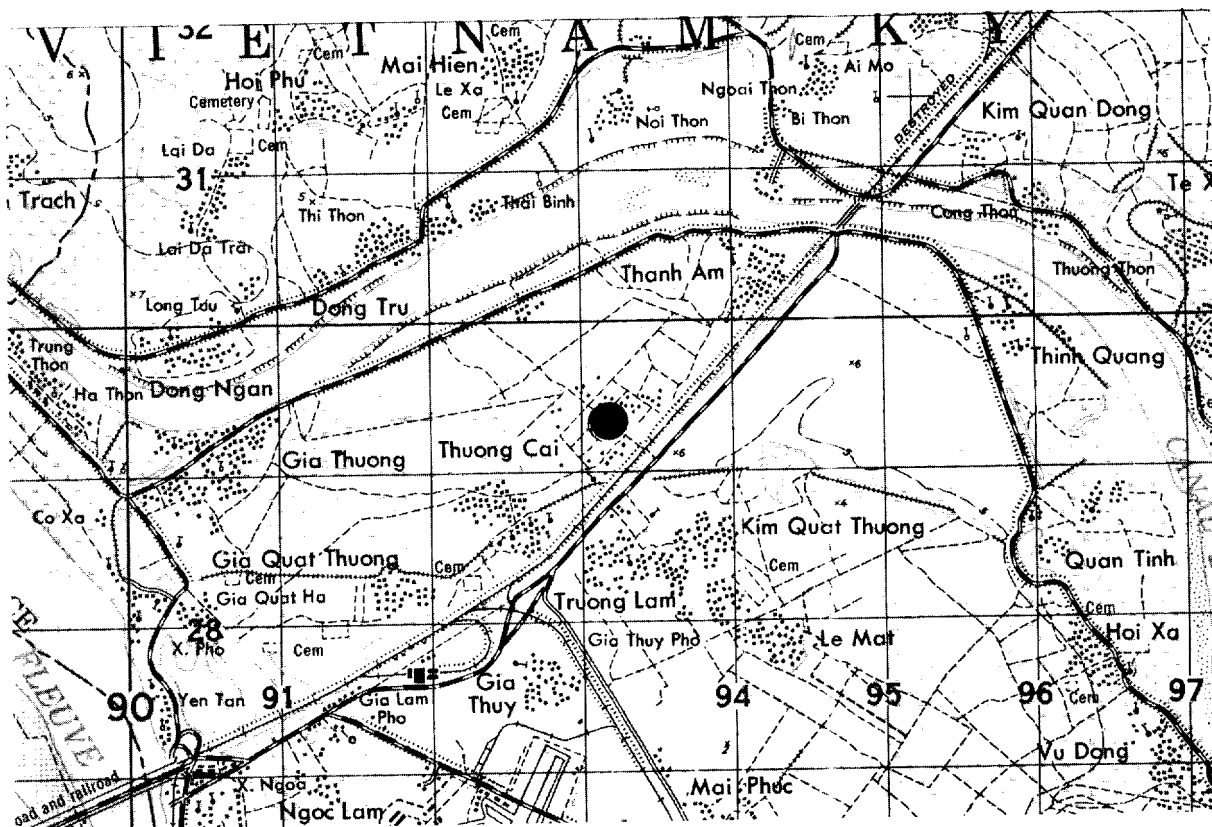 V I E T N A M K Y
32
Cem
Cem
Cem
Mai Hien
Hoi Phu
Ai Mo
Le Xa
Ngoai Thon
Cemetery
Cem
DESTROYED
Kim Quan Dong
Noi Thon
Bi Thon
Cem
Lai Da
31
Trach
Te X
Thi Thon
Thai Binh
Cong Thon
Lai Da Trai
Thanh Am
Thuong Thon
Long Tau
Dong Tru
Trung Thon
Thinh Quang
Ha Thon
Dong Ngan
Thuong Cai
Gia Thuong
CANAL
Co Xa
Kim Quat Thuong
Gia Quat Thuong
Quan Tinh
Cem
Cem
Cem
Gia Quat Ha
Truong Lam
Cem
28
Hoi Xa
X. Pho
Cem
Gia Thuy Pho
Le Mat
90
91
Yen Tan
Gia Lam Pho
Gia Thuy
94
95
96
97
Cem
FLEUVE
Vu Dong
oad and railroad
X. Ngoa
Ngoc Lam
Mai Phuc